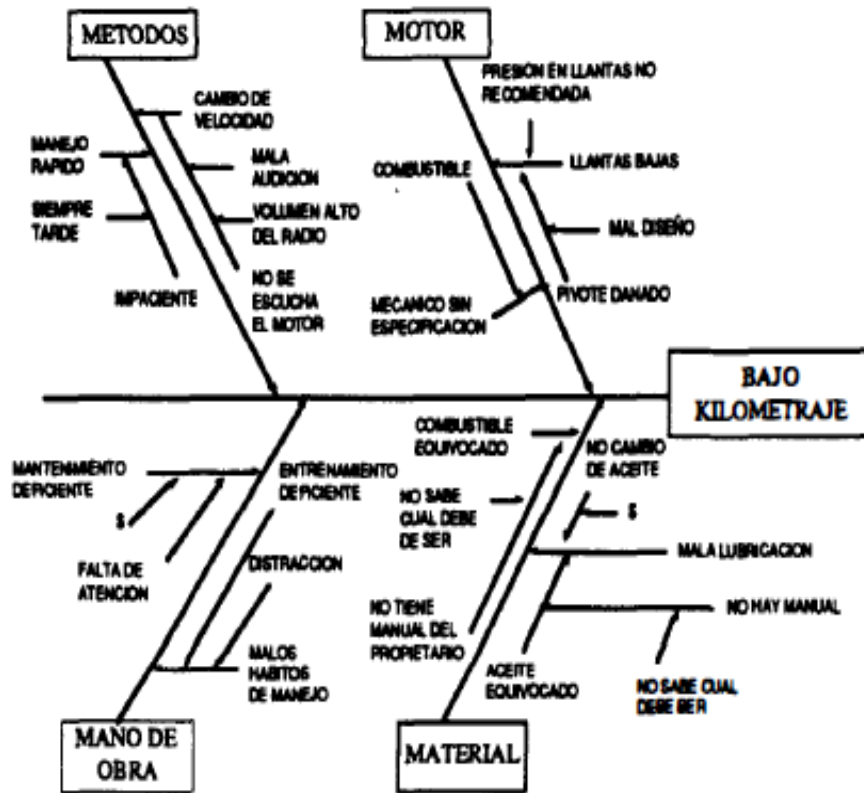 METODOS
MOTOR
CAMBIO DE
VELOCIDAD
MANEJO
RAPIDO
MALA
AUDICION
SIEMPRE
TARDE
VOLUMEN ALTO
DEL RADIO
IMPACIENTE
NO SE
ESCUCHA
EL MOTOR
PRESION EN LLANTAS NO
RECOMENDADA
COMBUSTIBLE
LLANTAS BAJAS
MAL DISEÑO
MECANICO SIN
ESPECIFICACION
PIVOTE DANADO
BAJO
KILOMETRAJE
MANTENIMIENTO
DEFICIENTE
ENTRENAMIENTO
DEFICIENTE
$
FALTA DE
ATENCION
DISTRACCION
MALOS
HABITOS
DE MANEJO
COMBUSTIBLE
EQUIVOCADO
NO CAMBIO
DE ACEITE
NO SABE
CUAL DEBE
DE SER
$
MALA LUBRICACION
NO TIENE
MANUAL DEL
PROPIETARIO
NO HAY MANUAL
ACEITE
EQUIVOCADO
NO SABE CUAL
DEBE SER
MANO DE
OBRA
MATERIAL